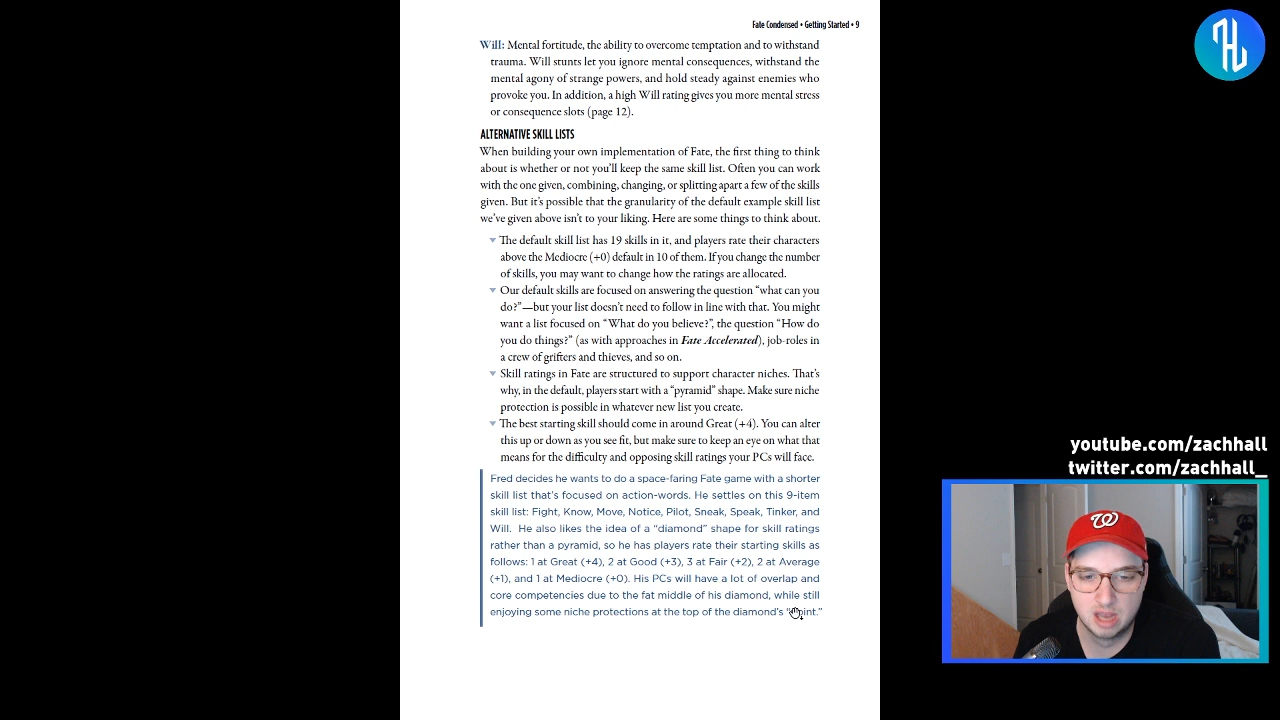 Fate Condensed • Getting Started • 9
Will: Mental fortitude, the ability to overcome temptation and to withstand
trauma. Will stunts let you ignore mental consequences, withstand the
mental agony of strange powers, and hold steady against enemies who
provoke you. In addition, a high Will rating gives you more mental stress
or consequence slots (page 12).
ALTERNATIVE SKILL LISTS
When building your own implementation of Fate, the first thing to think
about is whether or not you’ll keep the same skill list. Often you can work
with the one given, combining, changing, or splitting apart a few of the skills
given. But it’s possible that the granularity of the default example skill list
we’ve given above isn’t to your liking. Here are some things to think about.
The default skill list has 19 skills in it, and players rate their characters
above the Mediocre (+0) default in 10 of them. If you change the number
of skills, you may want to change how the ratings are allocated.
Our default skills are focused on answering the question “what can you
do?”—but your list doesn’t need to follow in line with that. You might
want a list focused on “What do you believe?”, the question “How do
you do things?” (as with approaches in Fate Accelerated), job-roles in
a crew of grifters and thieves, and so on.
Skill ratings in Fate are structured to support character niches. That’s
why, in the default, players start with a “pyramid” shape. Make sure niche
protection is possible in whatever new list you create.
The best starting skill should come in around Great (+4). You can alter
this up or down as you see fit, but make sure to keep an eye on what that
means for the difficulty and opposing skill ratings your PCs will face.
Fred decides he wants to do a space-faring Fate game with a shorter
skill list that’s focused on action-words. He settles on this 9-item
skill list: Fight, Know, Move, Notice, Pilot, Sneak, Speak, Tinker, and
Will. He also likes the idea of a “diamond” shape for skill ratings
rather than a pyramid, so he has players rate their starting skills as
follows: 1 at Great (+4), 2 at Good (+3), 3 at Fair (+2), 2 at Average
(+1), and 1 at Mediocre (+0). His PCs will have a lot of overlap and
core competencies due to the fat middle of his diamond, while still
enjoying some niche protections at the top of the diamond’s “point.”
youtube.com/zachhall
twitter.com/zachhall_
W